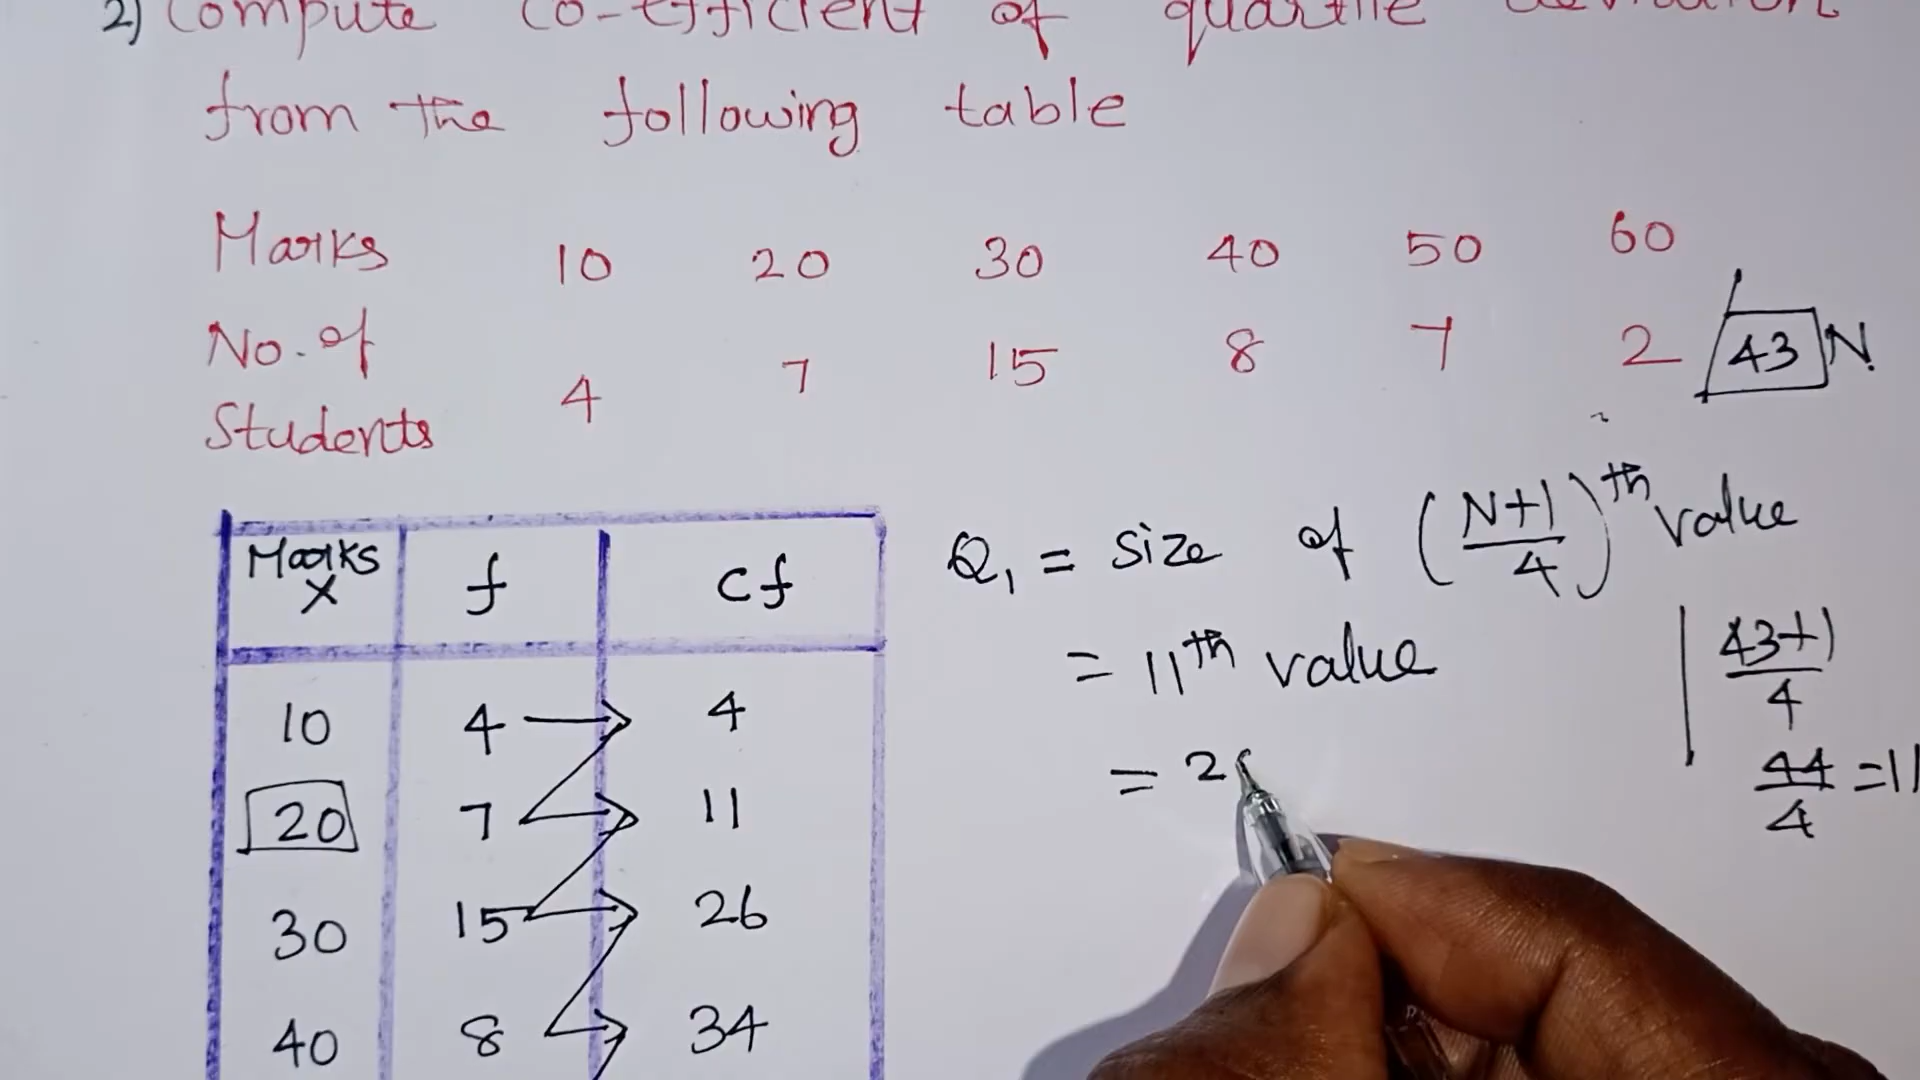 2) Compute co-efficient of quartile deviation
from the following table
Marks 10 20 30 40 50 60
No. of Students 4 7 15 8 7 2 43 N
Marks X f cf
10 4 4
20 7 11
30 15 26
40 8 34
Q₁ = Size of (N+1/4)th value
= 11th value
= 2
43+1/4
44/4 = 11